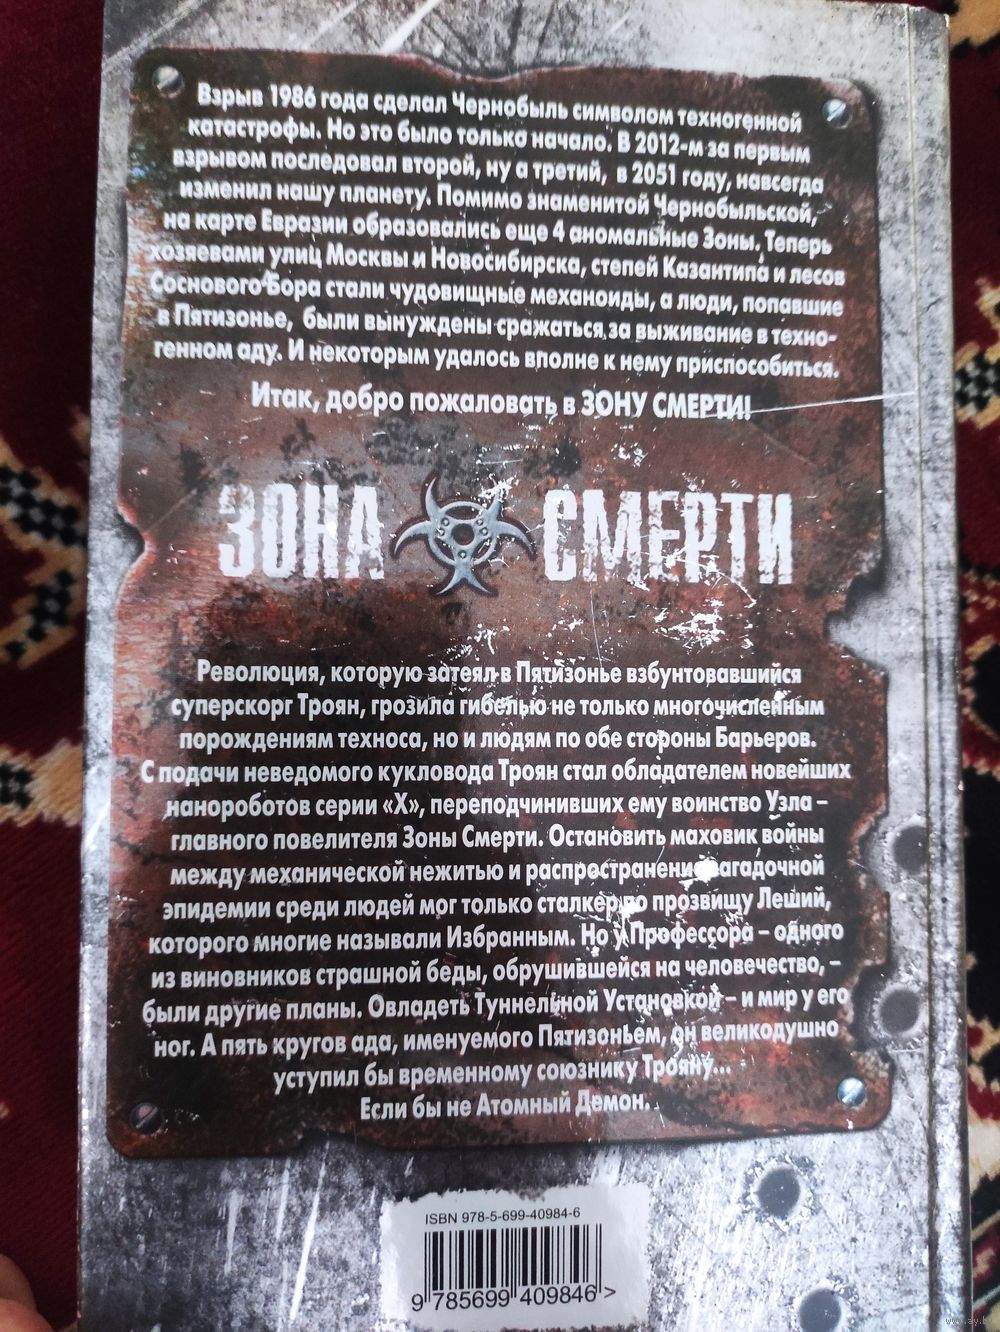 Взрыв 1986 года сделал Чернобыль символом техногенной
катастрофы. Но это было только начало. В 2012-м за первым
взрывом последовал второй, ну а третий, в 2051 году, навсегда
изменил нашу планету. Помимо знаменитой Чернобыльской,
на карте Евразии образовались еще 4 аномальные Зоны. Теперь
хозяевами улиц Москвы и Новосибирска, степей Казантипа и лесов
Соснового Бора стали чудовищные механоиды, а люди, попавшие
в Пятизонье, были вынуждены сражаться за выживание в техно-
генном аду. И некоторым удалось вполне к нему приспособиться.
Итак, добро пожаловать в ЗОНУ СМЕРТИ!
ЗОНА СМЕРТИ
Революция, которую затеял в Пятизонье взбунтовавшийся
суперскорг Троян, грозила гибелью не только многочисленным
порождениям техноса, но и людям по обе стороны Барьеров.
С подачи неведомого кукловода Троян стал обладателем новейших
нанороботов серии «X», переподчинивших ему воинство Узла –
главного повелителя Зоны Смерти. Остановить маховик войны
между механической нежитью и распространение загадочной
эпидемии среди людей мог только сталкер по прозвищу Леший,
которого многие называли Избранным. Но у Профессора – одного
из виновников страшной беды, обрушившейся на человечество, –
были другие планы. Овладеть Туннельной Установкой – и мир у его
ног. А пять кругов ада, именуемого Пятизоньем, он великодушно
уступил бы временному союзнику Трояну...
Если бы не Атомный Демон.
ISBN 978-5-699-40984-6
9 785699 409846 >
www.ay.by